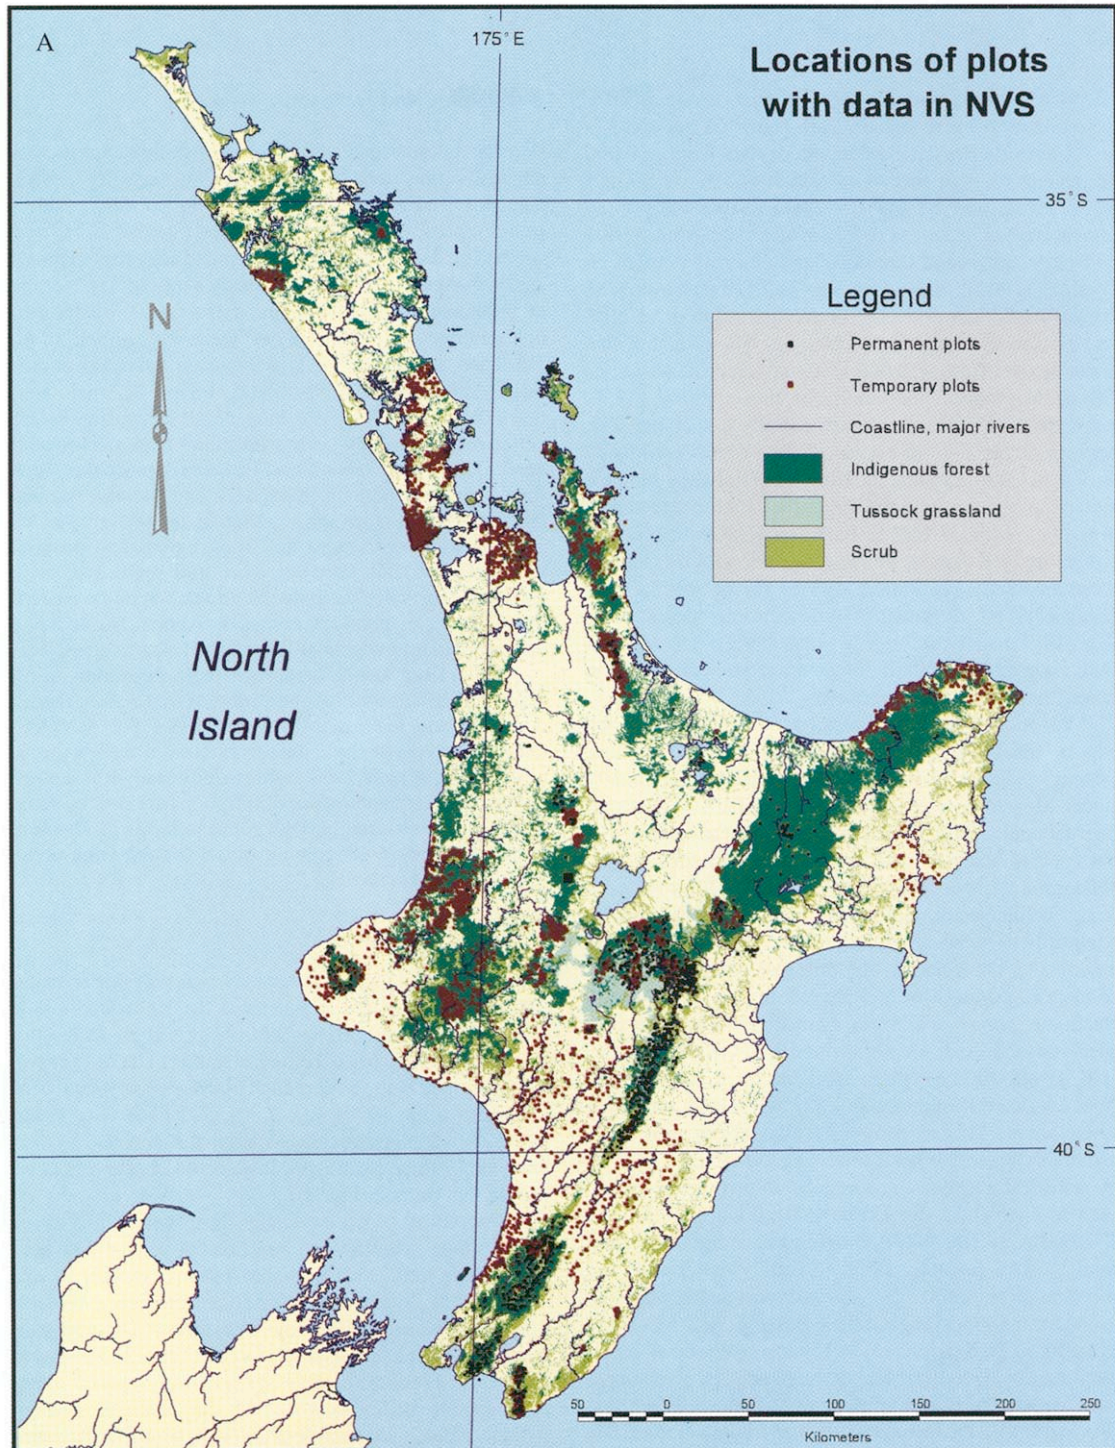 A
175°E
Locations of plots
with data in NVS
35°S
N
Legend
Permanent plots
Temporary plots
Coastline, major rivers
Indigenous forest
Tussock grassland
Scrub
North
Island
40°S
50 0 50 100 150 200 250
Kilometers